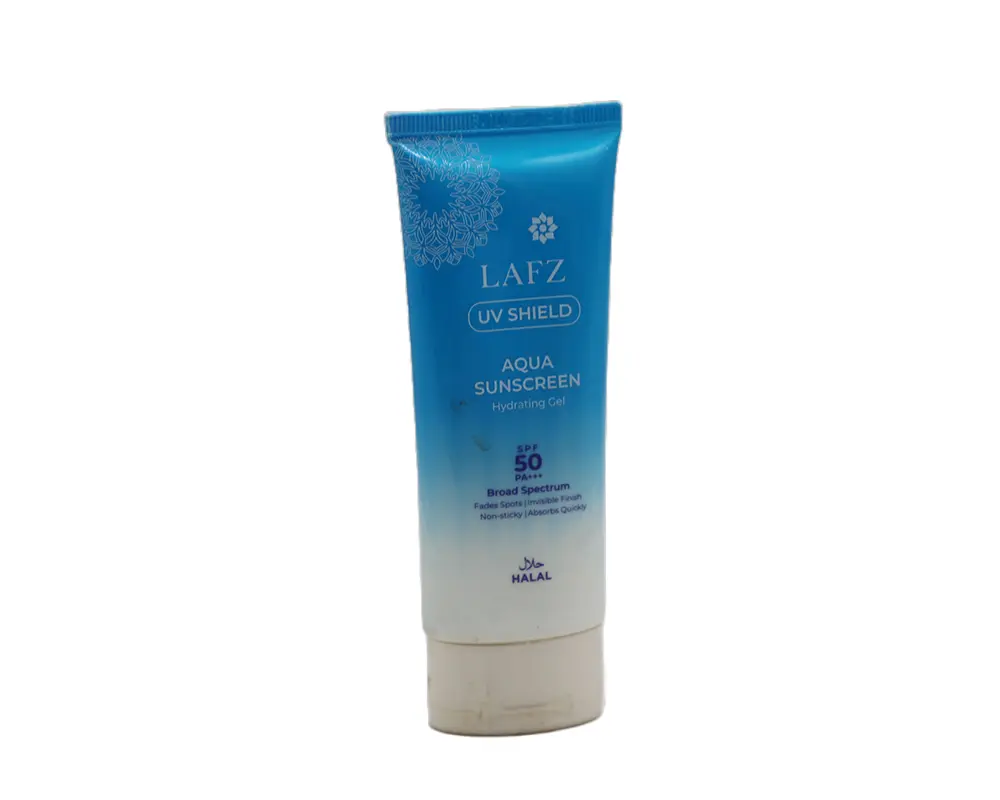 LAFZ
UV SHIELD
AQUA
SUNSCREEN
Hydrating Gel
SPF
50
PA+++
Broad Spectrum
Fades Spots | Invisible Finish
Non-sticky | Absorbs Quickly
حلال
HALAL